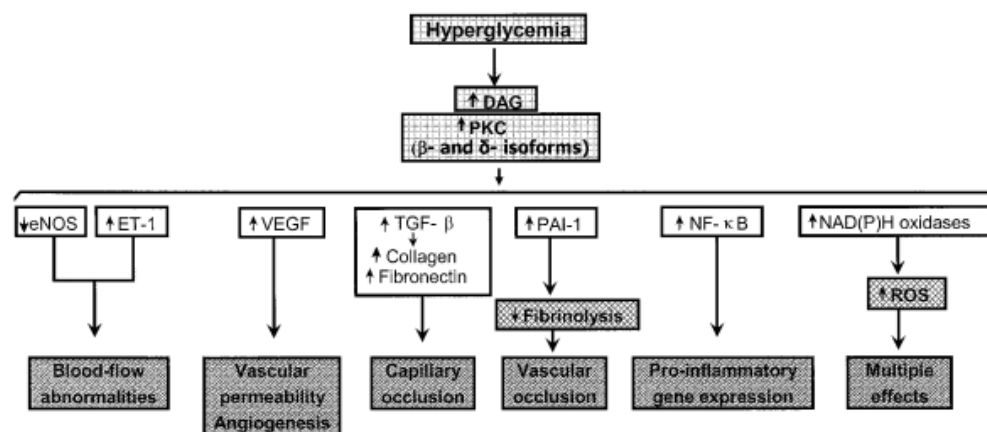 Hyperglycemia
↑ DAG
↑ PKC
(β- and δ- isoforms)
↓eNOS
↑ ET-1
↑ VEGF
↑ TGF- β
↓
↑ Collagen
↑ Fibronectin
↑ PAI-1
↑ NF- κB
↑NAD(P)H oxidases
↓ Fibrinolysis
↑ ROS
Blood-flow
abnormalities
Vascular
permeability
Angiogenesis
Capillary
occlusion
Vascular
occlusion
Pro-inflammatory
gene expression
Multiple
effects